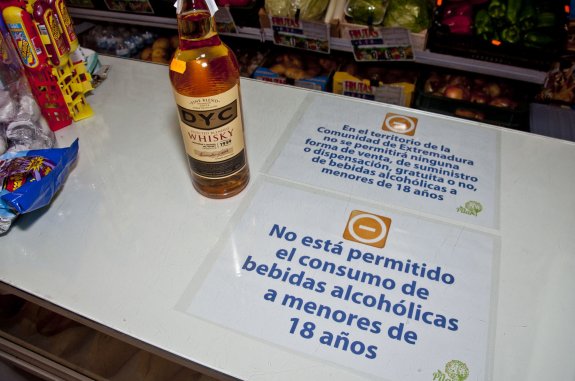 DYC
WHISKY
1959
FRUTAS
En el territorio de la
Comunidad de Extremadura
no se permitirá ninguna
forma de venta, de suministro
o dispensación, gratuita o no,
de bebidas alcohólicas a
menores de 18 años
No está permitido
el consumo de
bebidas alcohólicas
a menores de
18 años